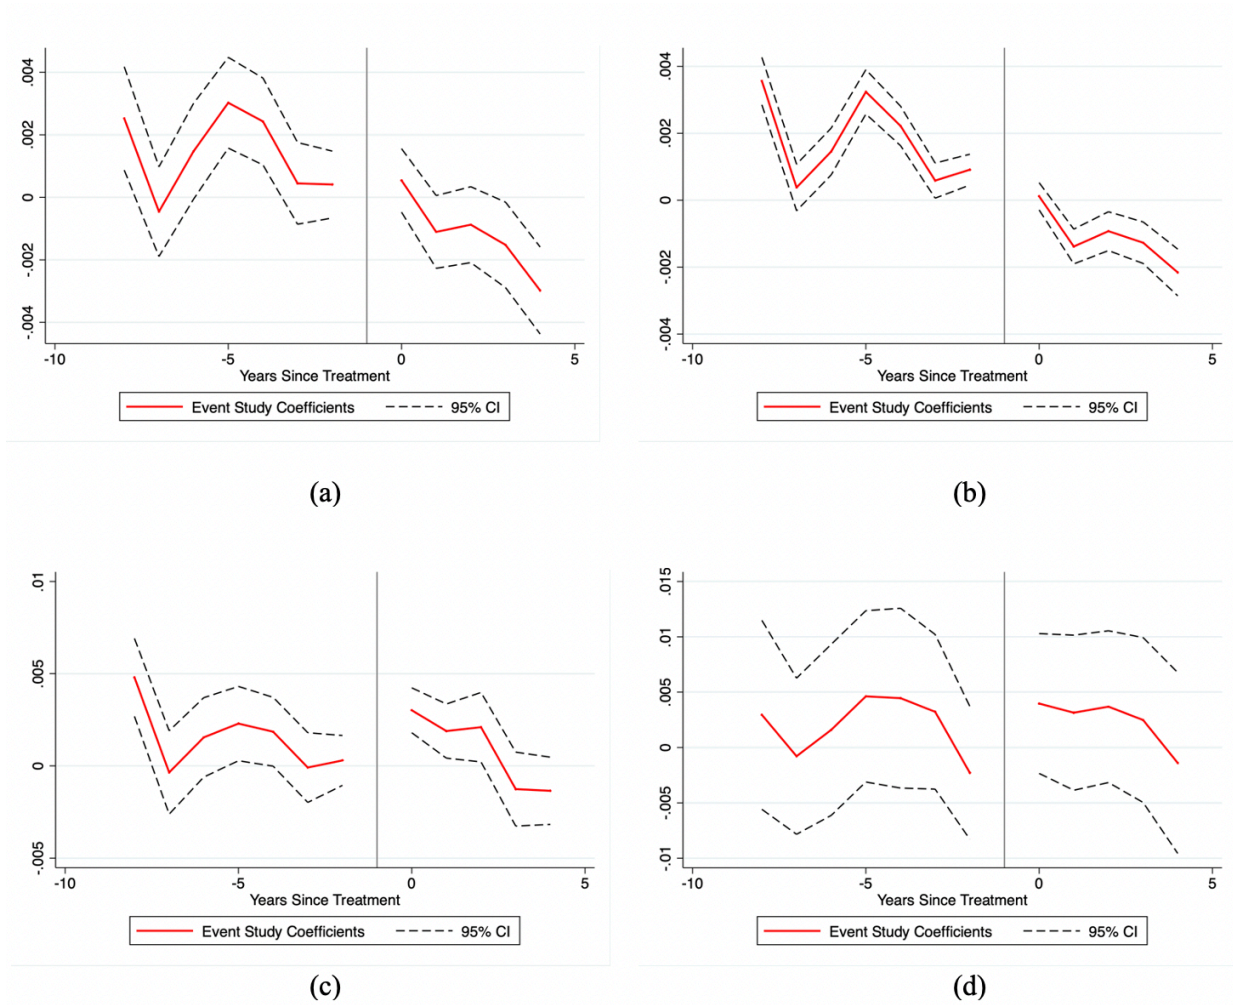 .004
.002
0
-.002
-.004
-10 -5 0 5
Years Since Treatment
Event Study Coefficients 95% CI
(a)
.004
.002
0
-.002
-.004
-10 -5 0 5
Years Since Treatment
Event Study Coefficients 95% CI
(b)
.01
.005
0
-.005
-10 -5 0 5
Years Since Treatment
Event Study Coefficients 95% CI
(c)
.015
.01
.005
0
-.005
-.01
-10 -5 0 5
Years Since Treatment
Event Study Coefficients 95% CI
(d)